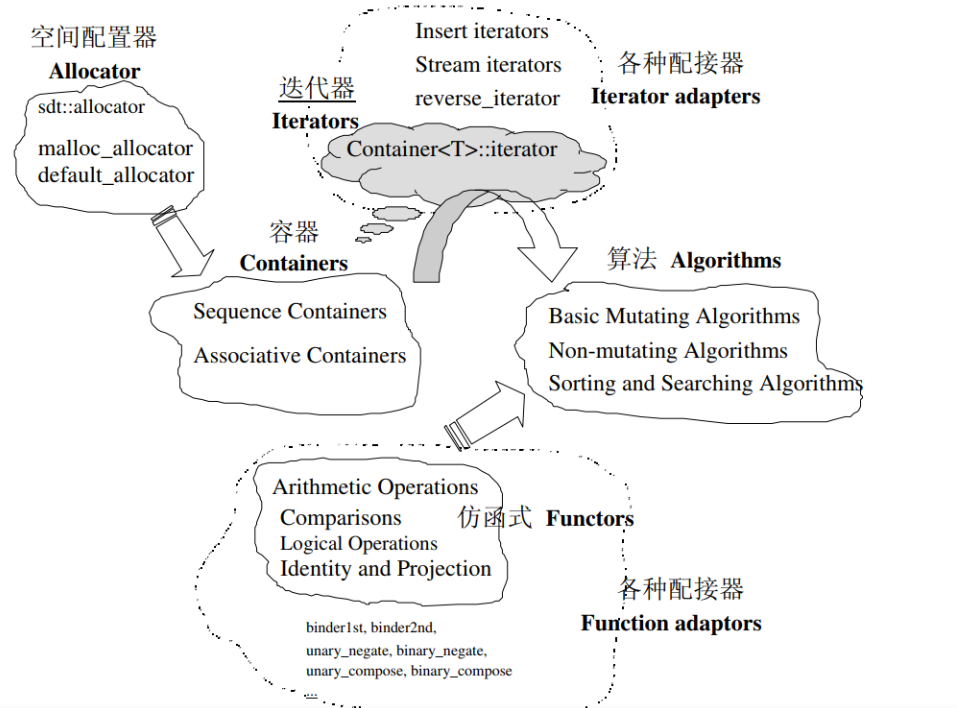 空间配置器
Allocator
sdt::allocator
malloc_allocator
default_allocator
迭代器
Iterators
Insert iterators
Stream iterators
reverse_iterator
各种配接器
Iterator adapters
Container<T>::iterator
容器
Containers
Sequence Containers
Associative Containers
算法 Algorithms
Basic Mutating Algorithms
Non-mutating Algorithms
Sorting and Searching Algorithms
Arithmetic Operations
Comparisons
Logical Operations
Identity and Projection
仿函式 Functors
各种配接器
Function adaptors
binder1st, binder2nd,
unary_negate, binary_negate,
unary_compose, binary_compose
...